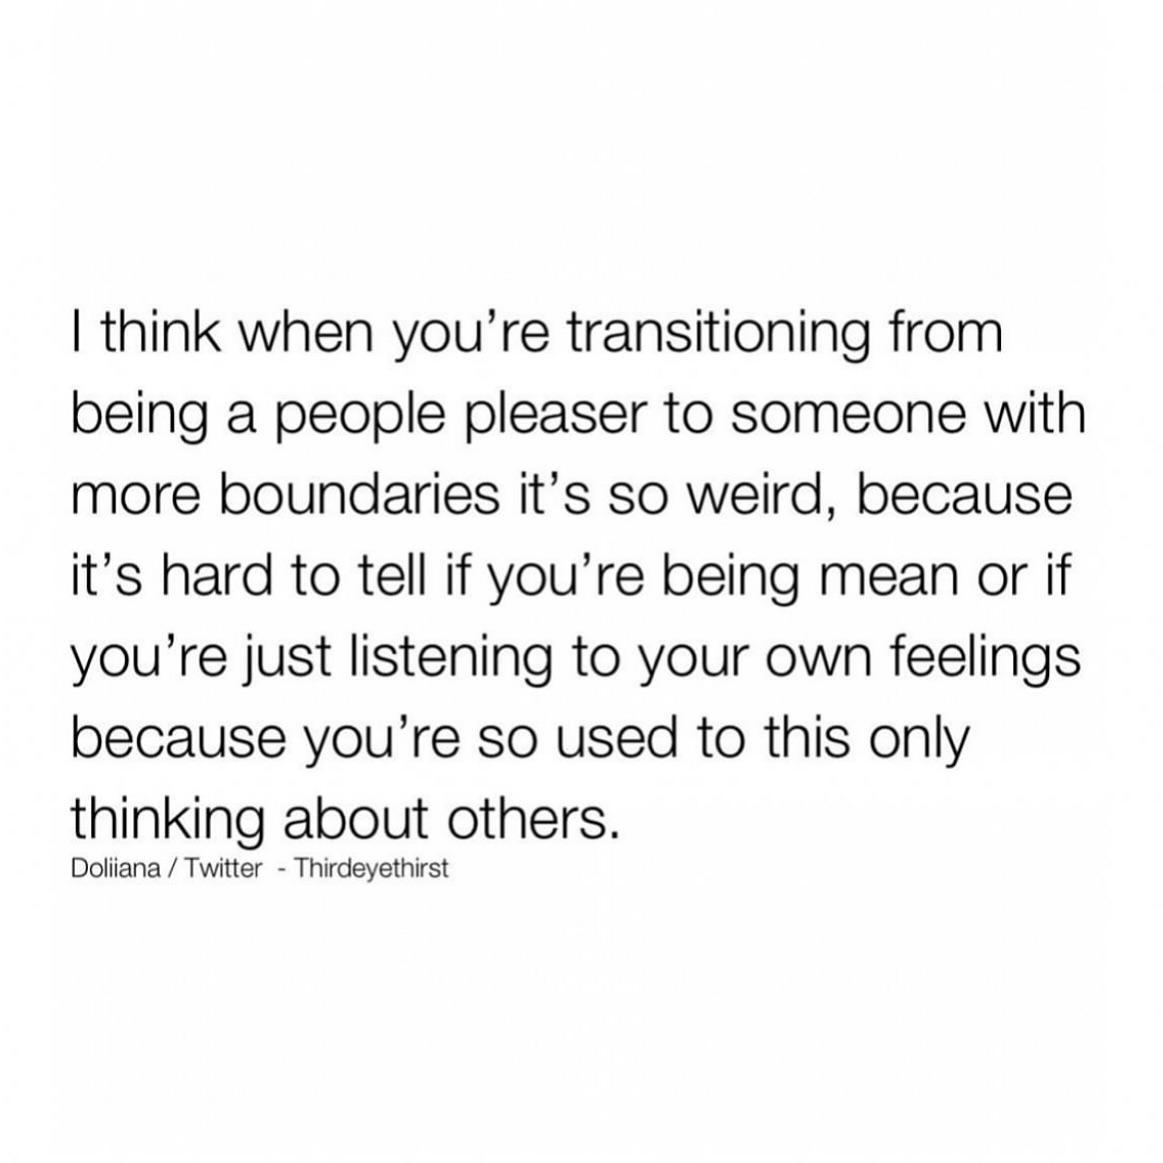 I think when you’re transitioning from
being a people pleaser to someone with
more boundaries it’s so weird, because
it’s hard to tell if you’re being mean or if
you’re just listening to your own feelings
because you’re so used to this only
thinking about others.
Doliiana / Twitter - Thirdeyethirst